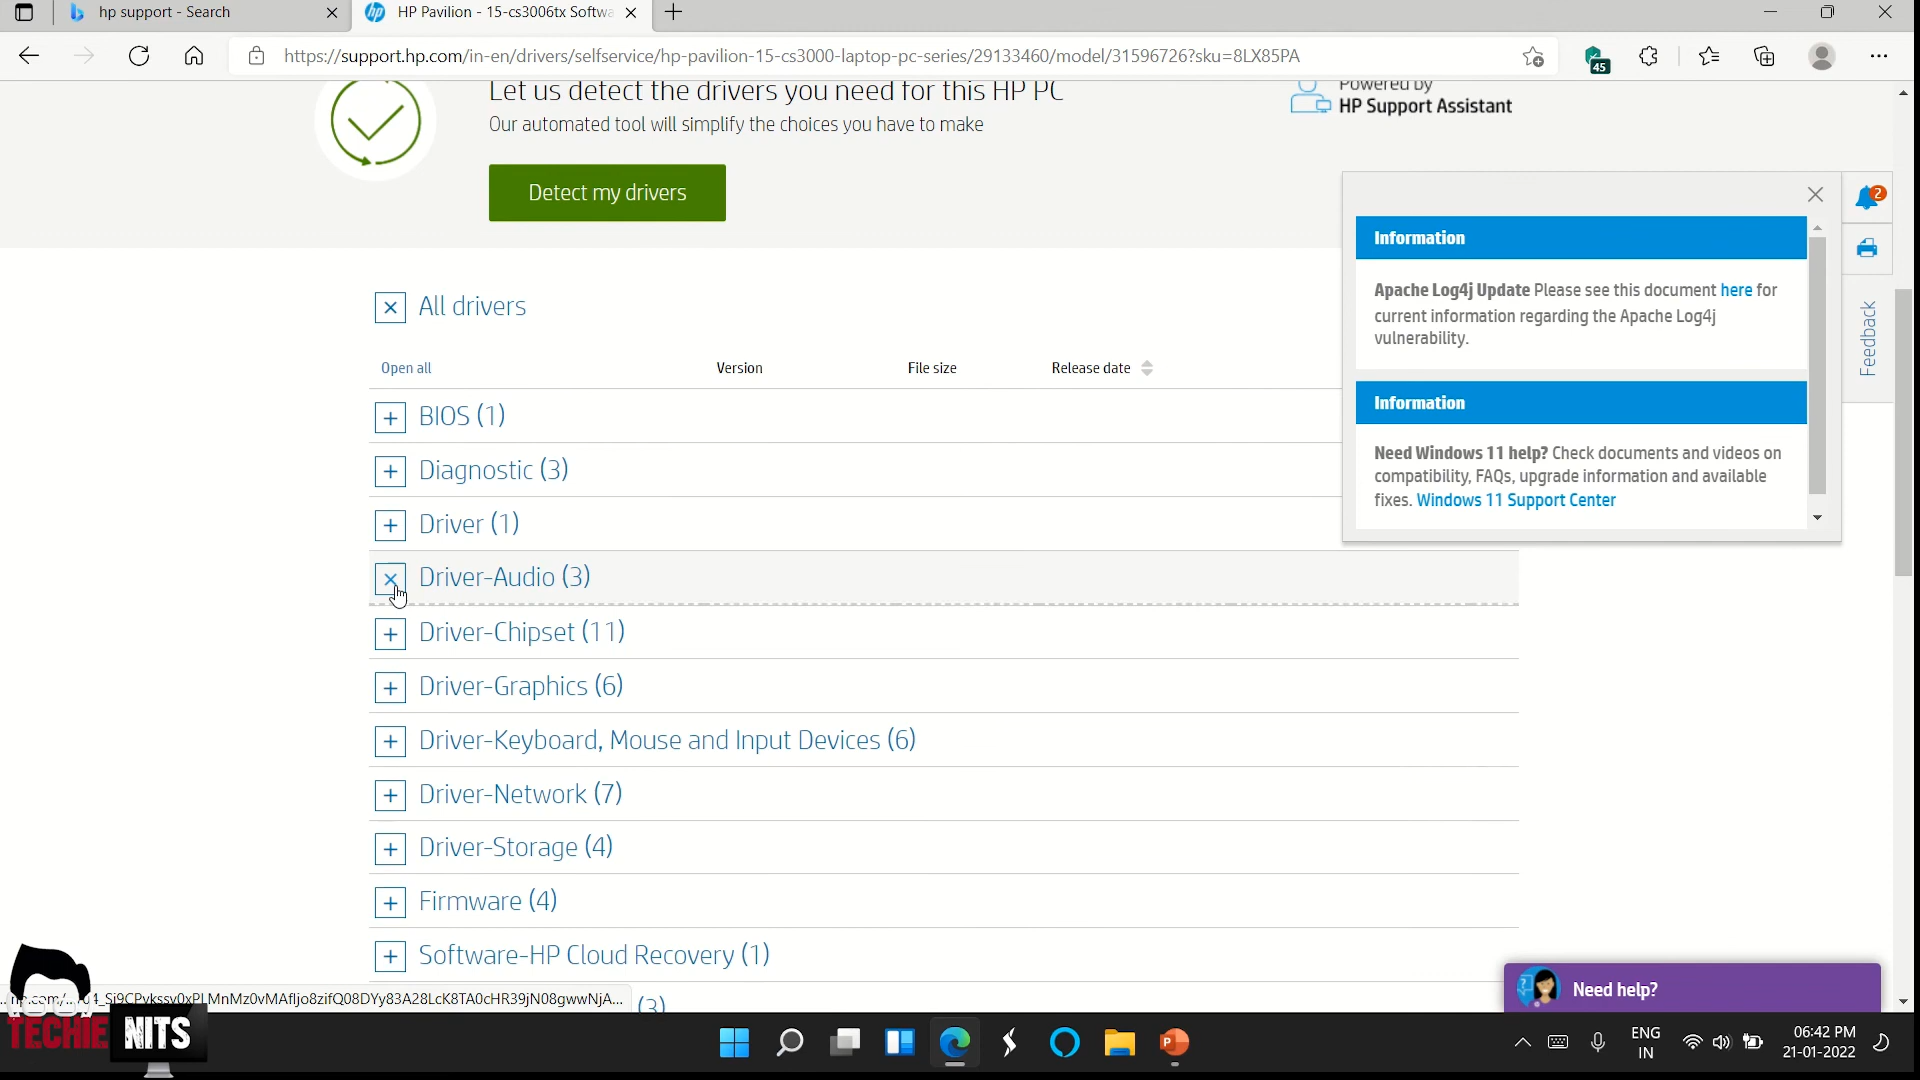 hp support - Search
HP Pavilion - 15-cs3006tx Softwa
https://support.hp.com/in-en/drivers/selfservice/hp-pavilion-15-cs3000-laptop-pc-series/29133460/model/31596726?sku=8LX85PA
45
Let us detect the drivers you need for this HP PC
Our automated tool will simplify the choices you have to make
Detect my drivers
Powered by
HP Support Assistant
2
Information
Apache Log4j Update Please see this document here for
current information regarding the Apache Log4j
vulnerability.
Information
Need Windows 11 help? Check documents and videos on
compatibility, FAQs, upgrade information and available
fixes. Windows 11 Support Center
Feedback
All drivers
Open all Version File size Release date
BIOS (1)
Diagnostic (3)
Driver (1)
Driver-Audio (3)
Driver-Chipset (11)
Driver-Graphics (6)
Driver-Keyboard, Mouse and Input Devices (6)
Driver-Network (7)
Driver-Storage (4)
Firmware (4)
Software-HP Cloud Recovery (1)
(3)
Need help?
TECHIE NITS
ENG
IN
06:42 PM
21-01-2022